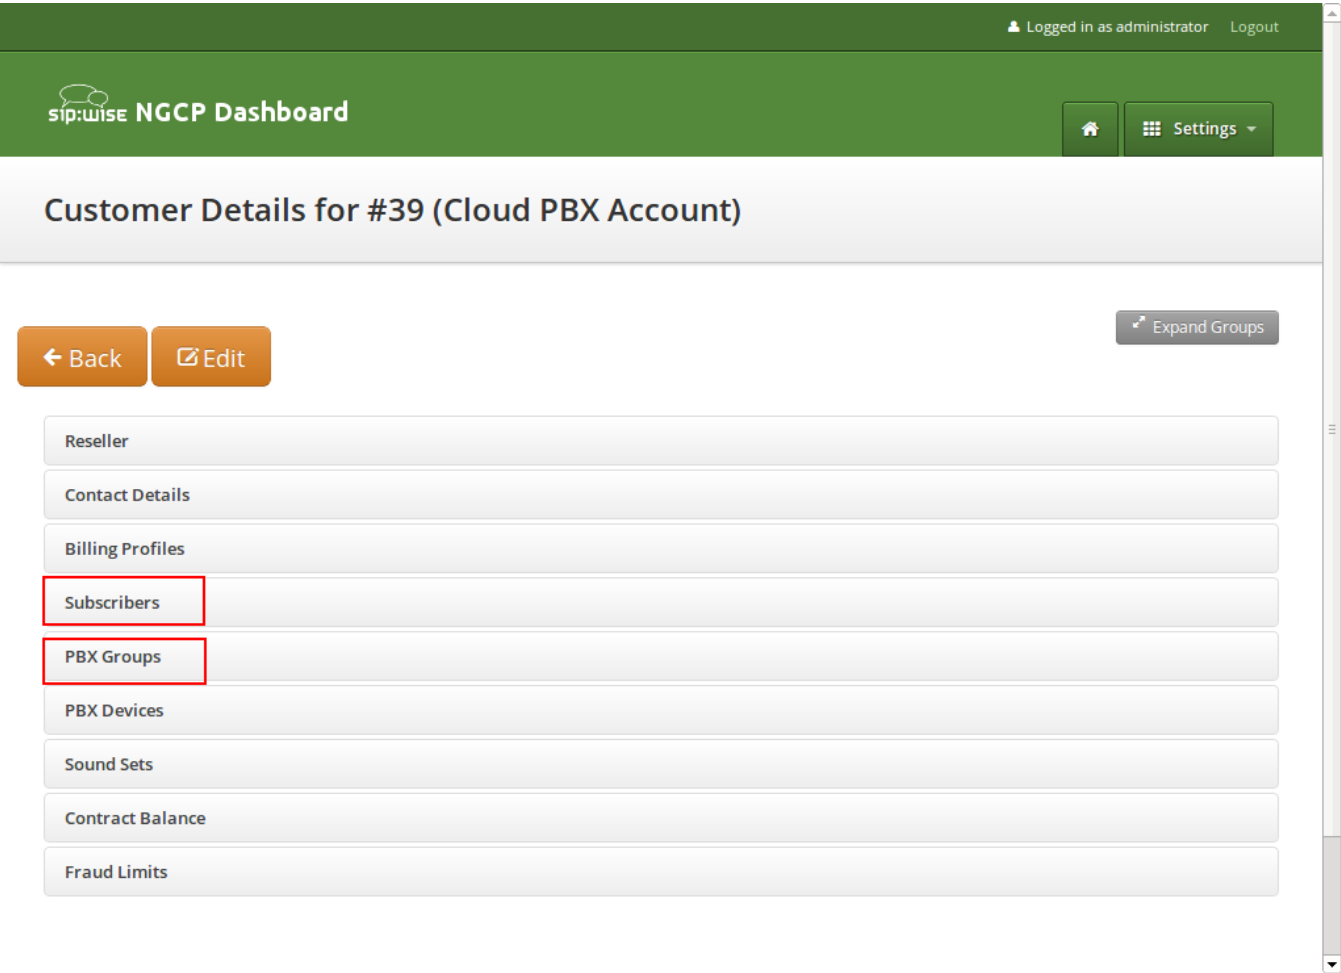 Logged in as administrator Logout
sip:wise NGCP Dashboard
Settings
Customer Details for #39 (Cloud PBX Account)
Expand Groups
Back Edit
Reseller
Contact Details
Billing Profiles
Subscribers
PBX Groups
PBX Devices
Sound Sets
Contract Balance
Fraud Limits